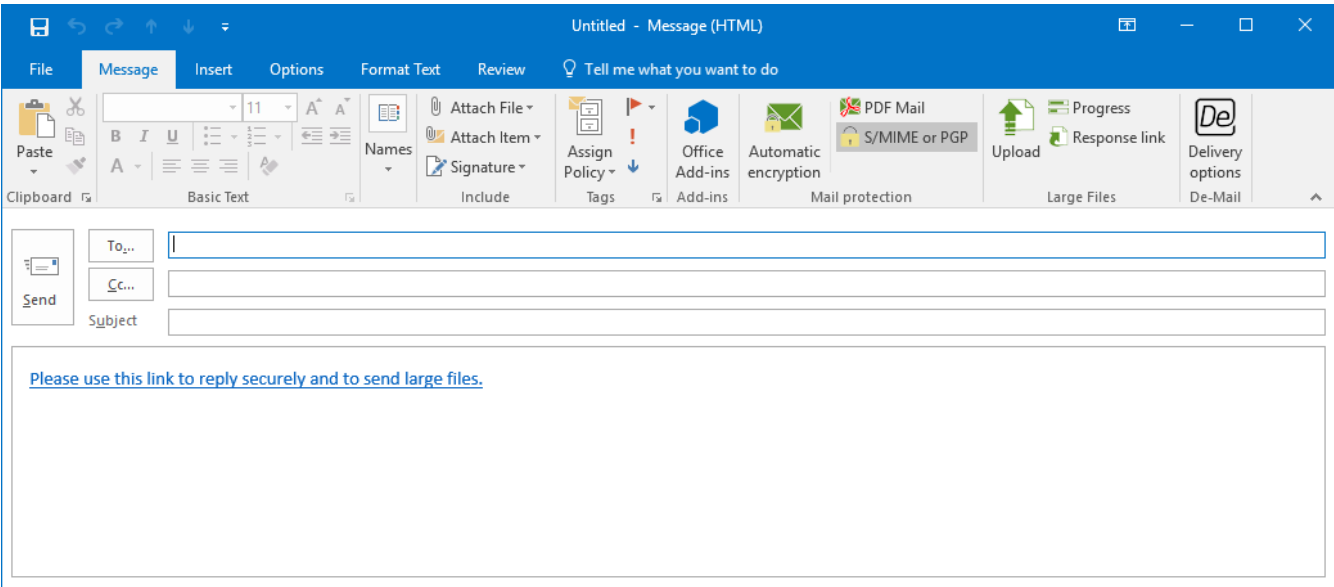 Untitled - Message (HTML)
File Message Insert Options Format Text Review Tell me what you want to do
Paste
Clipboard
11
B I U
A
Basic Text
Names
Attach File
Attach Item
Signature
Include
Assign
Policy
Tags
Office
Add-ins
Add-ins
Automatic
encryption
PDF Mail
S/MIME or PGP
Mail protection
Upload
Progress
Response link
Large Files
De
Delivery
options
De-Mail
Send
To...
Cc...
Subject
Please use this link to reply securely and to send large files.